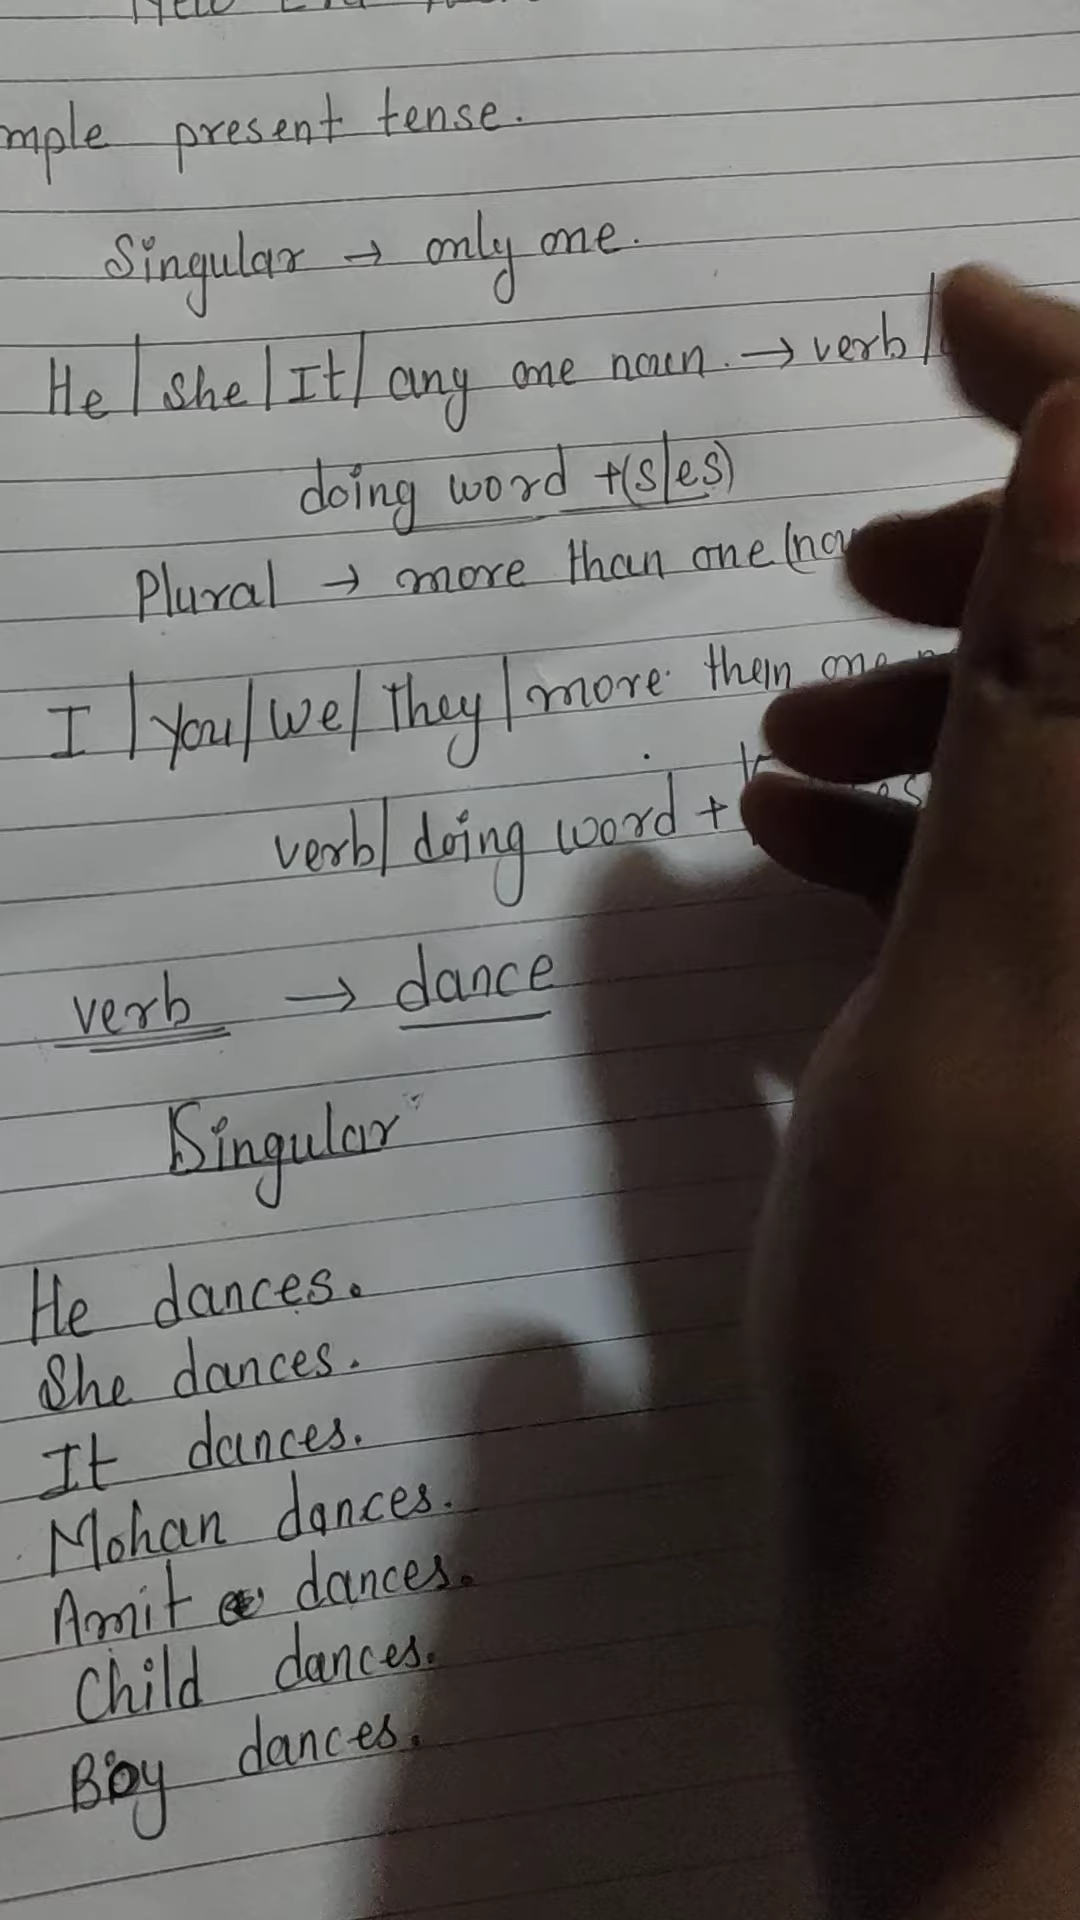 mple present tense.
Singular → only one.
He | she | It | any one noun. → verb |
doing word +(s|es)
Plural → more than one (
I | you | we | they | more than one
verb | doing word +
verb → dance
Singular
He dances.
She dances.
It dances.
Mohan dances.
Amit dances.
Child dances.
Boy dances.